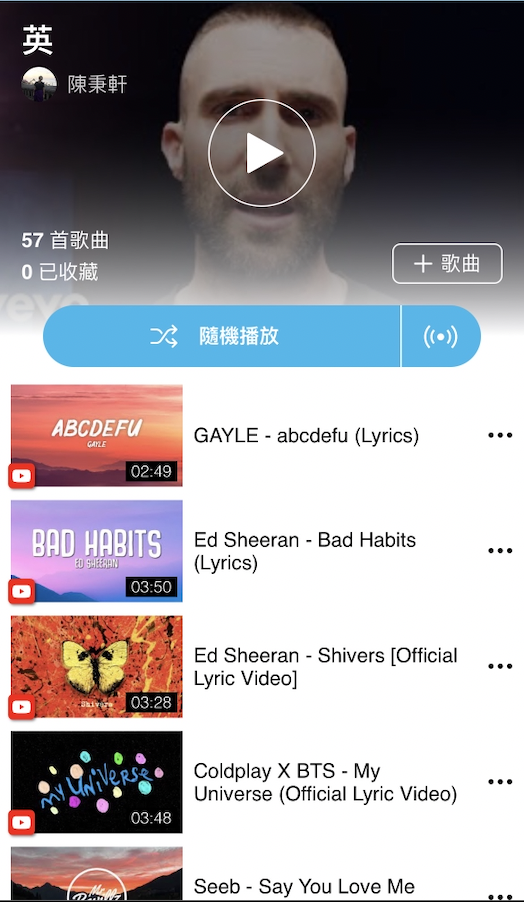 英
陳秉軒
57 首歌曲
0 已收藏
+ 歌曲
vevo
隨機播放
ABCDEFU
GAYLE
02:49
GAYLE - abcdefu (Lyrics)
BAD HABITS
ED SHEERAN
03:50
Ed Sheeran - Bad Habits
(Lyrics)
Shivers
03:28
Ed Sheeran - Shivers [Official
Lyric Video]
MY UNIVERSE
03:48
Coldplay X BTS - My
Universe (Official Lyric Video)
Seeb - Say You Love Me